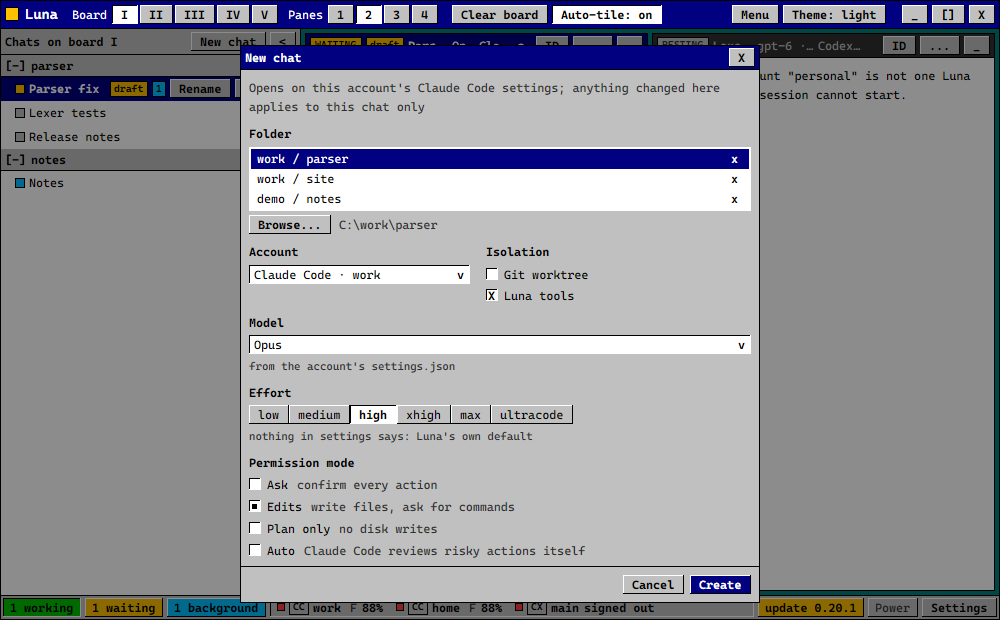 Luna Board I II III IV V Panes 1 2 3 4 Clear board Auto-tile: on Menu Theme: light _ [] X
Chats on board I New chat <
WAITING draft
RESTING gpt-6 ·… Codex… ID ... _
[-] parser
Parser fix draft 1 Rename
Lexer tests
Release notes
[-] notes
Notes
unt "personal" is not one Luna
session cannot start.
New chat X
Opens on this account's Claude Code settings; anything changed here
applies to this chat only
Folder
work / parser x
work / site x
demo / notes x
Browse... C:\work\parser
Account Isolation
Claude Code · work v
Git worktree
X Luna tools
Model
Opus v
from the account's settings.json
Effort
low medium high xhigh max ultracode
nothing in settings says: Luna's own default
Permission mode
Ask confirm every action
Edits write files, ask for commands
Plan only no disk writes
Auto Claude Code reviews risky actions itself
Cancel Create
1 working 1 waiting 1 background CC work F 88% CC home F 88% CX main signed out update 0.20.1 Power Settings